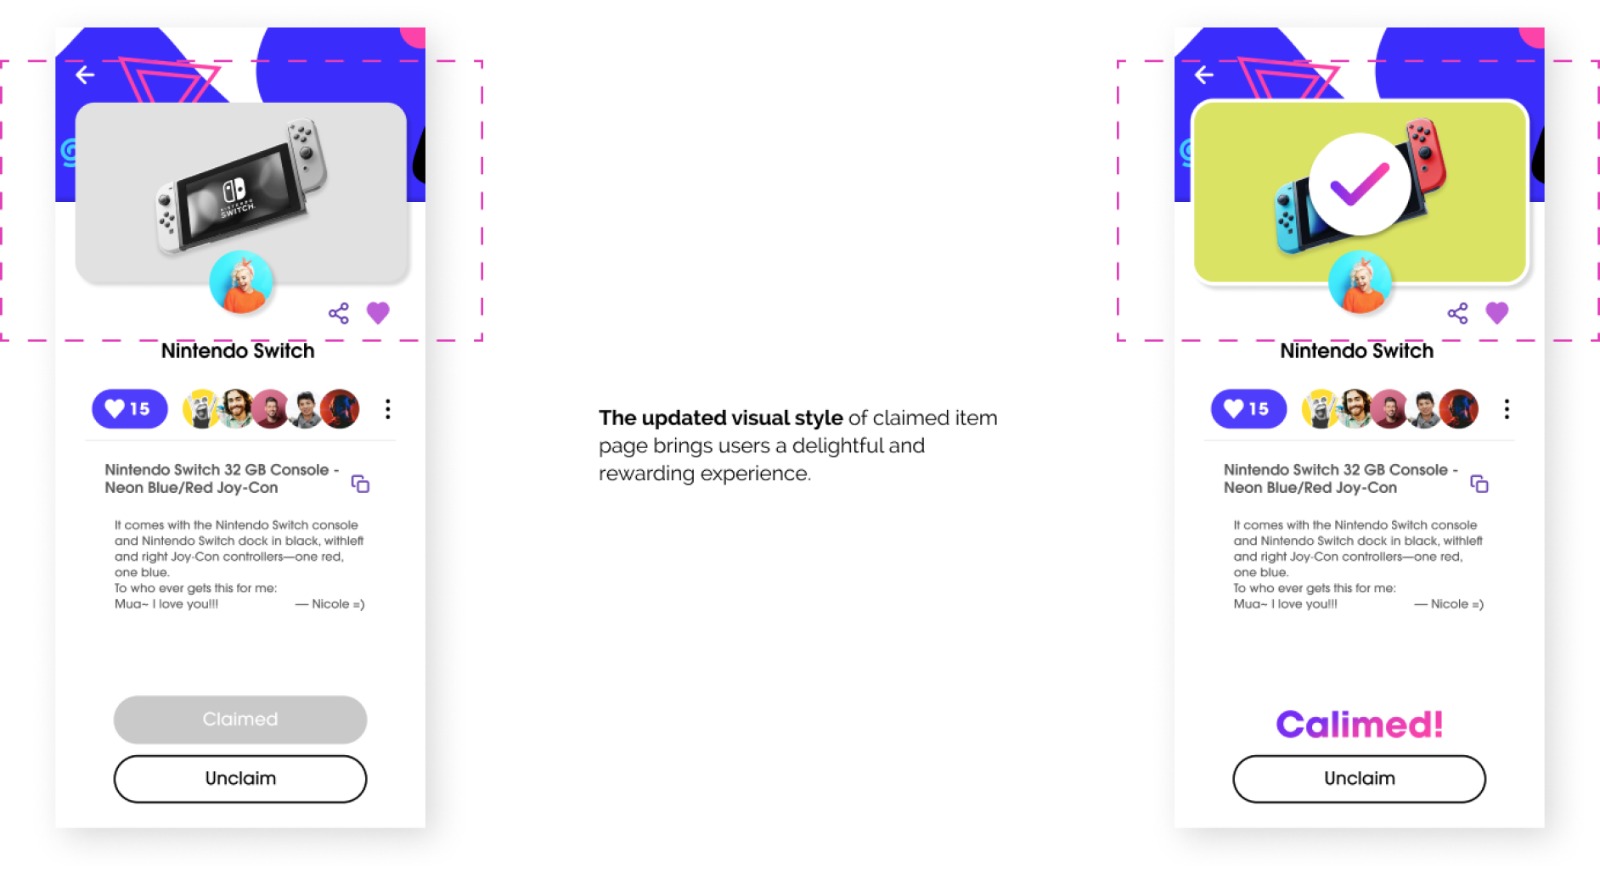 NINTENDO
SWITCH
Nintendo Switch
15
Nintendo Switch 32 GB Console -
Neon Blue/Red Joy-Con
It comes with the Nintendo Switch console
and Nintendo Switch dock in black, withleft
and right Joy-Con controllers—one red,
one blue.
To who ever gets this for me:
Mua~ I love you!!!
— Nicole =)
Claimed
Unclaim
The updated visual style of claimed item
page brings users a delightful and
rewarding experience.
Nintendo Switch
15
Nintendo Switch 32 GB Console -
Neon Blue/Red Joy-Con
It comes with the Nintendo Switch console
and Nintendo Switch dock in black, withleft
and right Joy-Con controllers—one red,
one blue.
To who ever gets this for me:
Mua~ I love you!!!
— Nicole =)
Calimed!
Unclaim